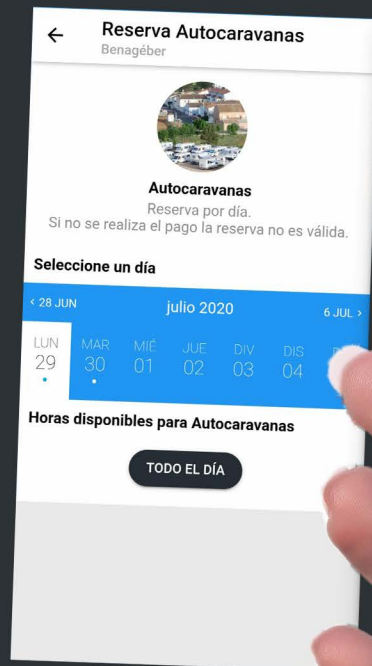 Reserva Autocaravanas
Benagéber
Autocaravanas
Reserva por día.
Si no se realiza el pago la reserva no es válida.
Seleccione un día
‹ 28 JUN julio 2020 6 JUL ›
LUN MAR MIÉ JUE DIV DIS
29 30 01 02 03 04
Horas disponibles para Autocaravanas
TODO EL DÍA